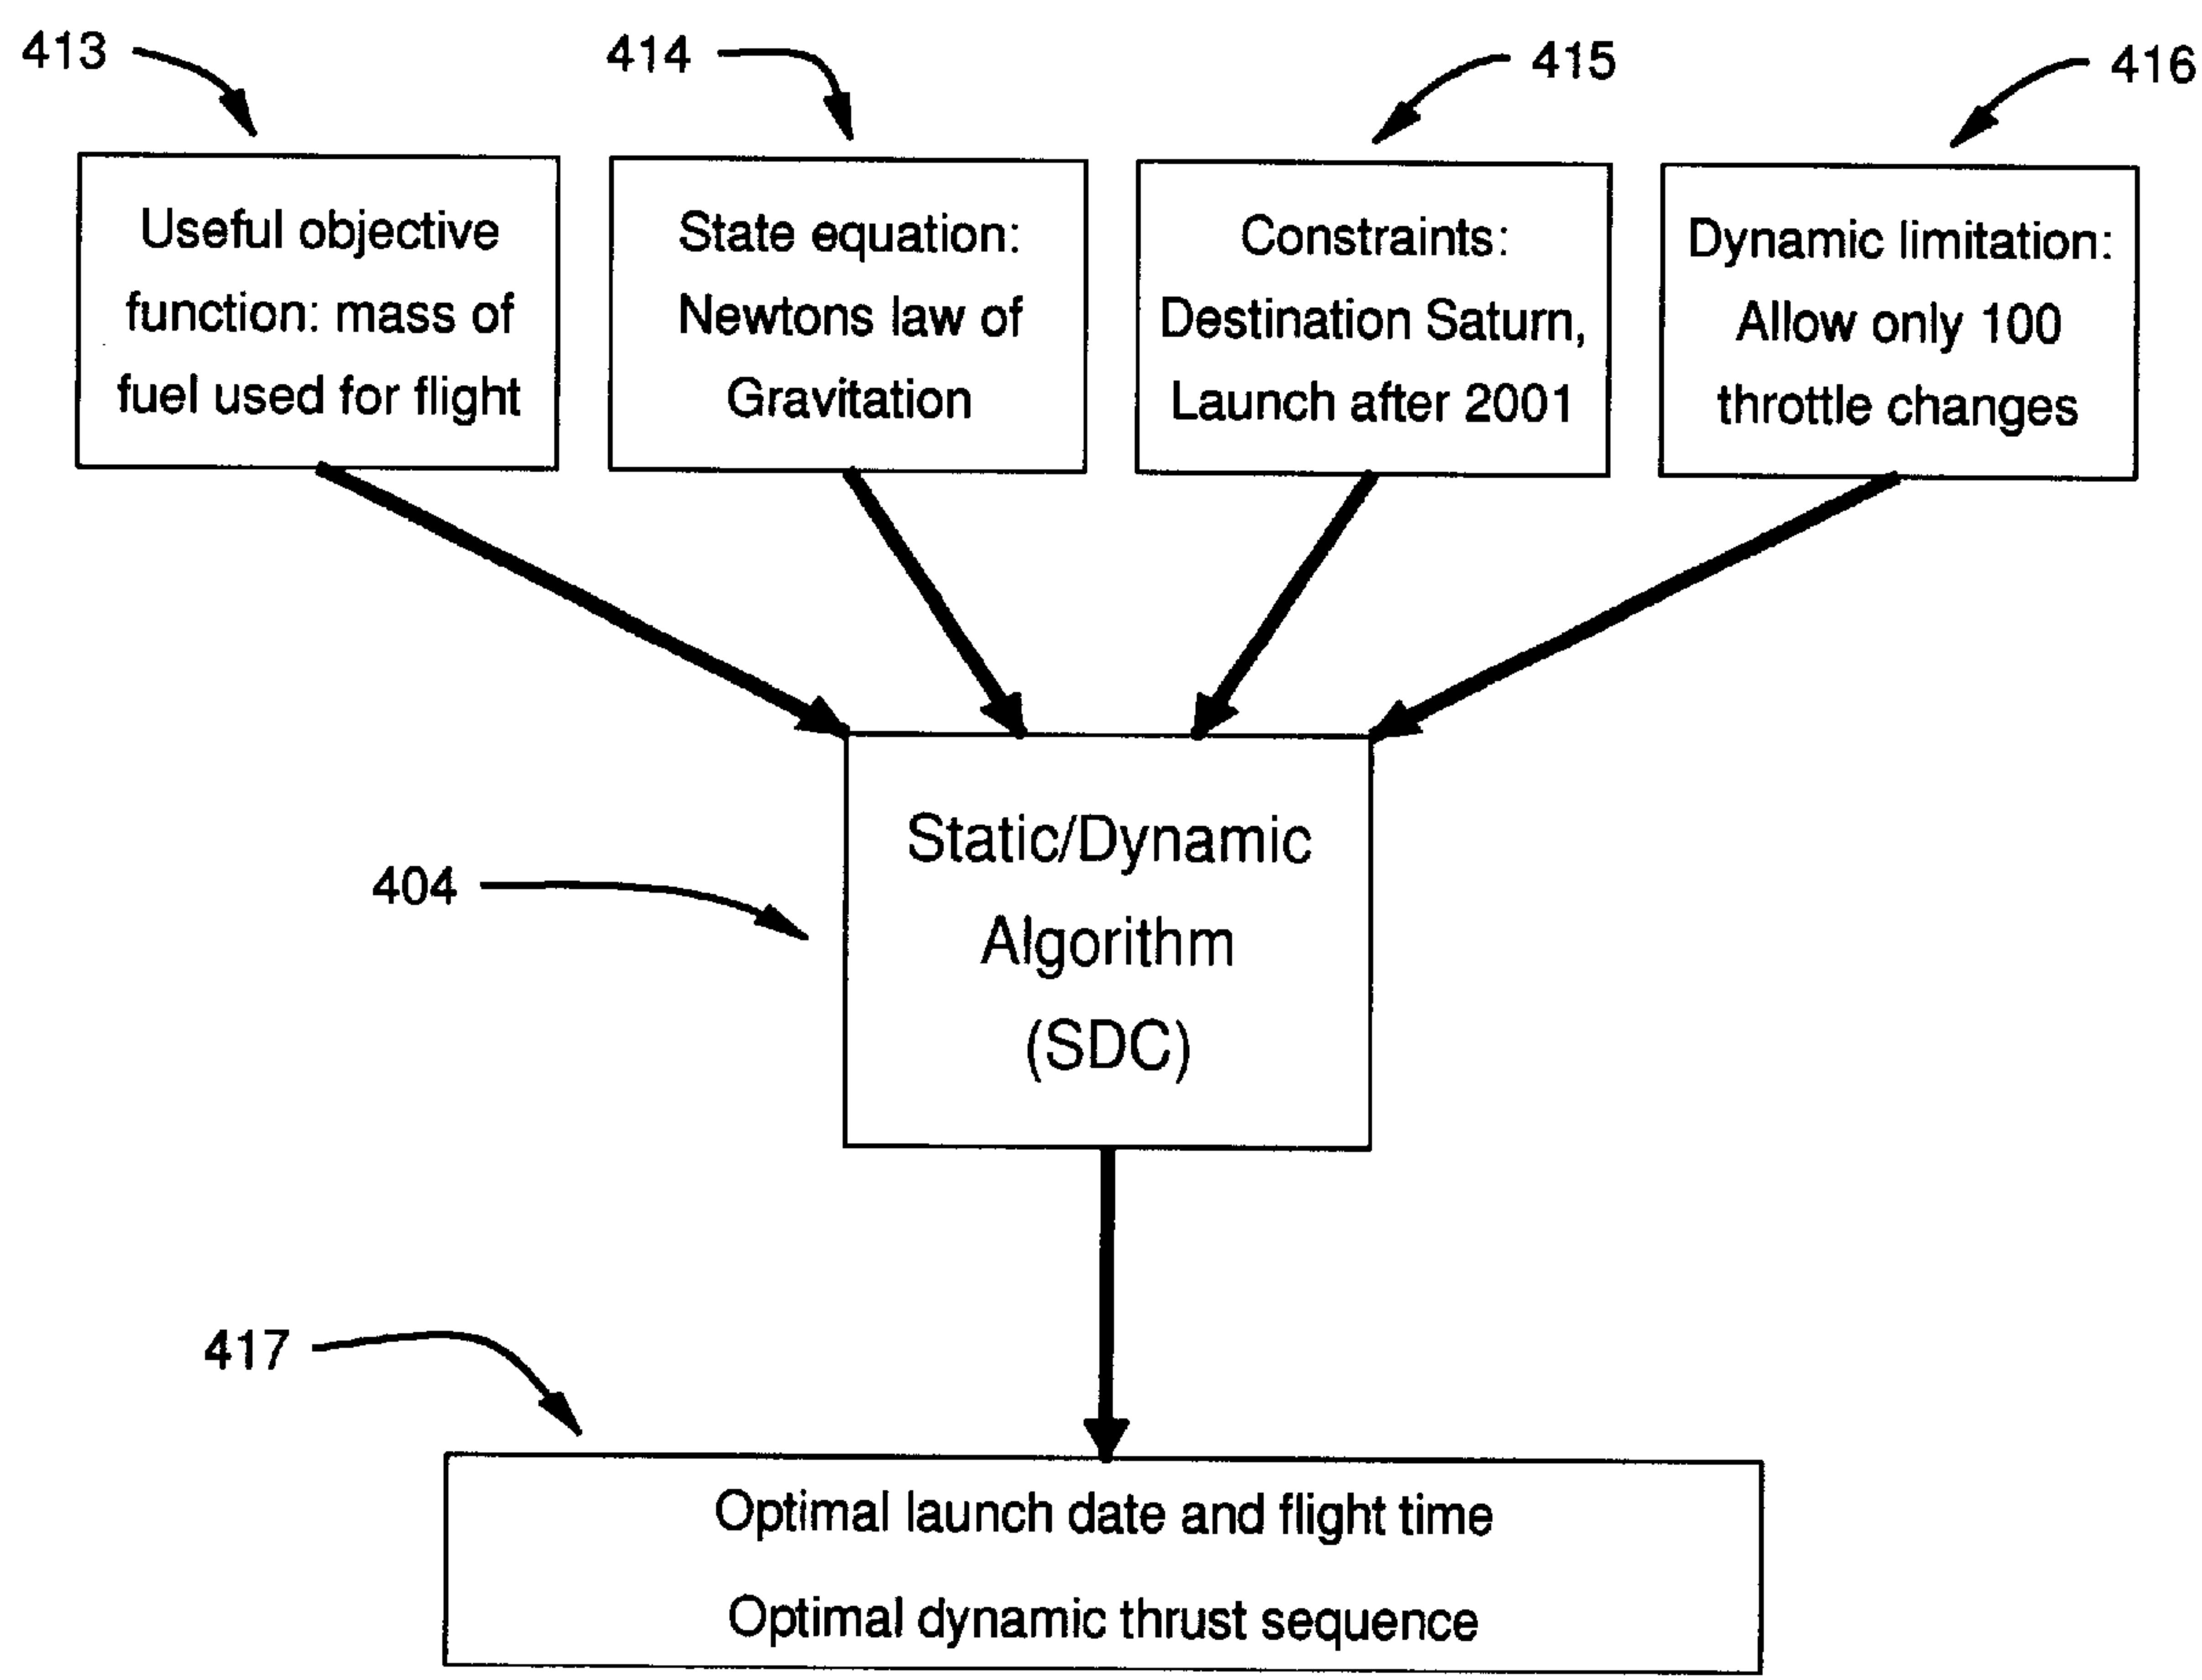 413
414
415
416
Useful objective
function: mass of
fuel used for flight
State equation:
Newtons law of
Gravitation
Constraints:
Destination Saturn,
Launch after 2001
Dynamic limitation:
Allow only 100
throttle changes
404
Static/Dynamic
Algorithm
(SDC)
417
Optimal launch date and flight time
Optimal dynamic thrust sequence